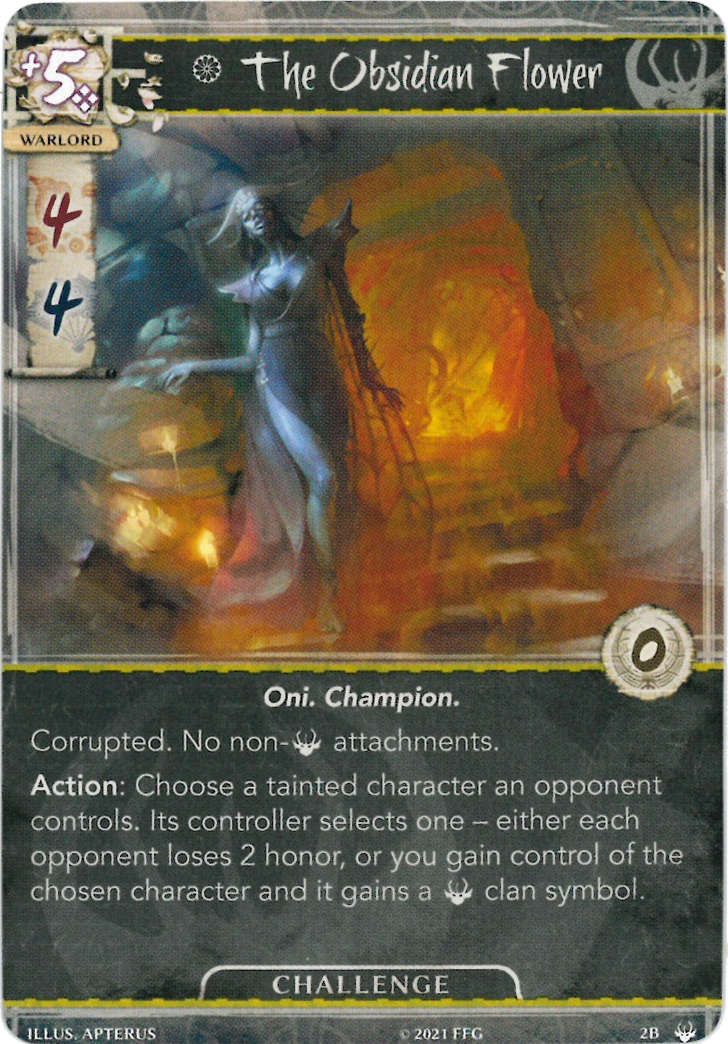 +5
The Obsidian Flower
WARLORD
4
4
0
Oni. Champion.
Corrupted. No non- attachments.
Action: Choose a tainted character an opponent
controls. Its controller selects one – either each
opponent loses 2 honor, or you gain control of the
chosen character and it gains a clan symbol.
CHALLENGE
ILLUS. APTERUS
© 2021 FFG
2B